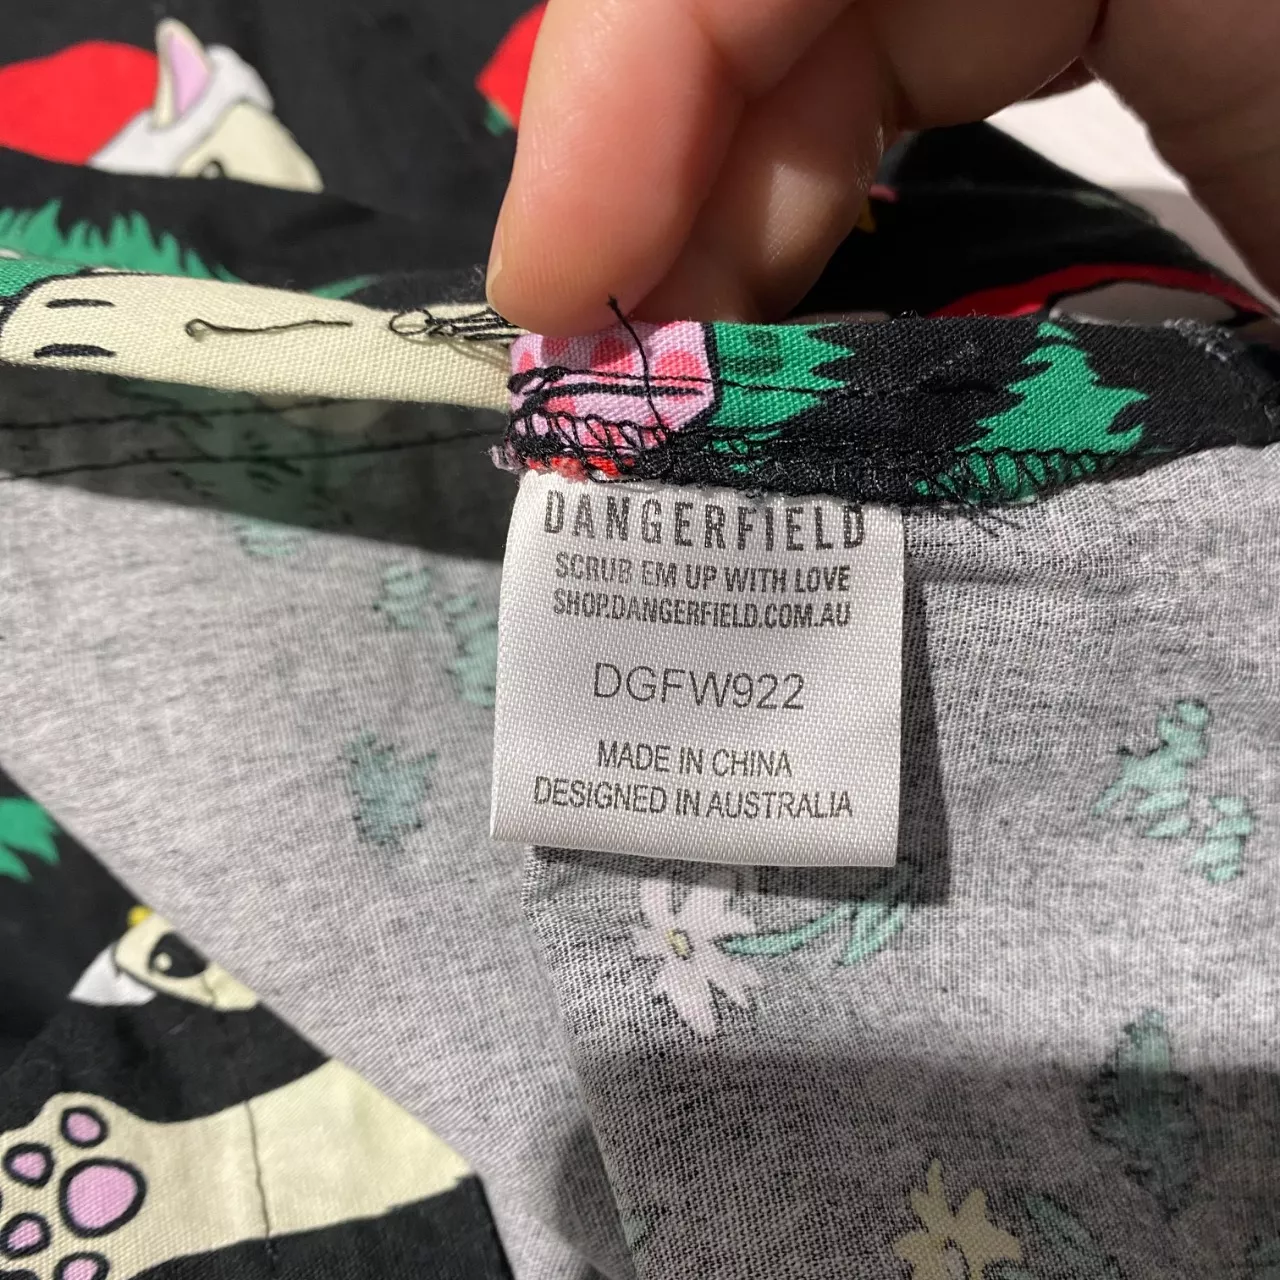 DANGERFIELD
SCRUB EM UP WITH LOVE
SHOP.DANGERFIELD.COM.AU
DGFW922
MADE IN CHINA
DESIGNED IN AUSTRALIA